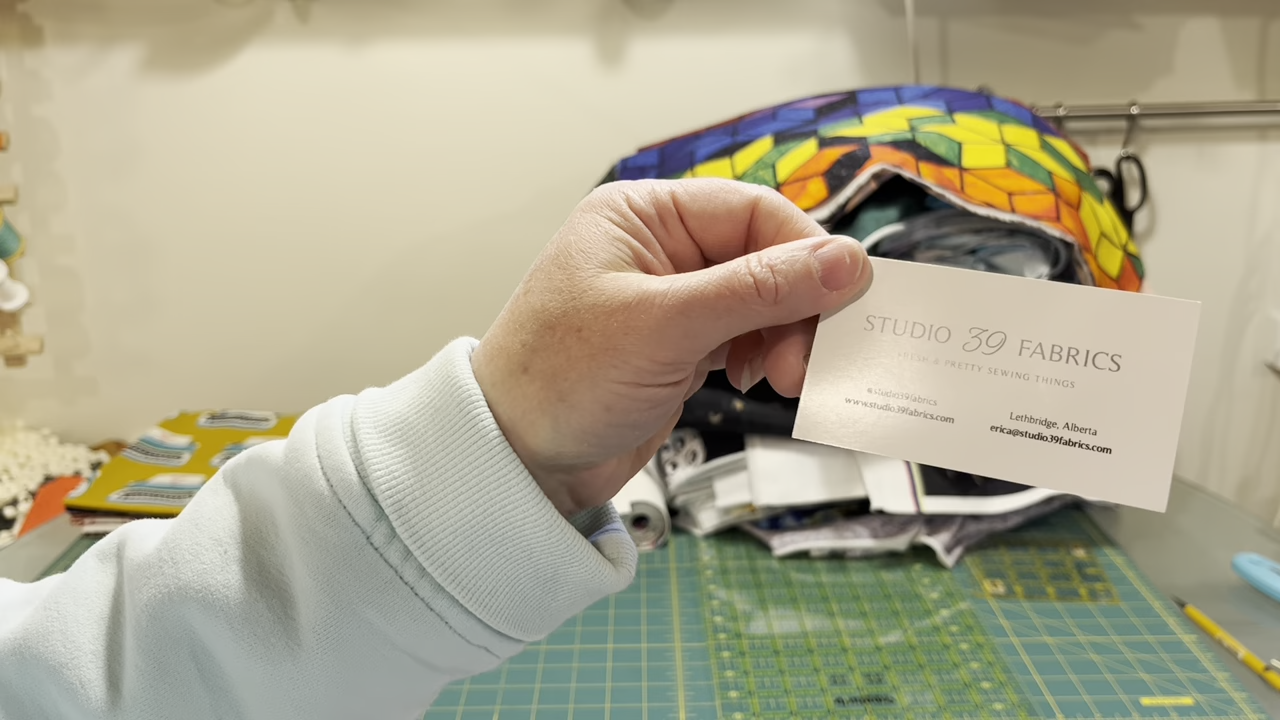 STUDIO 39 FABRICS
FRESH & PRETTY SEWING THINGS
@studio39fabrics
www.studio39fabrics.com
Lethbridge, Alberta
erica@studio39fabrics.com